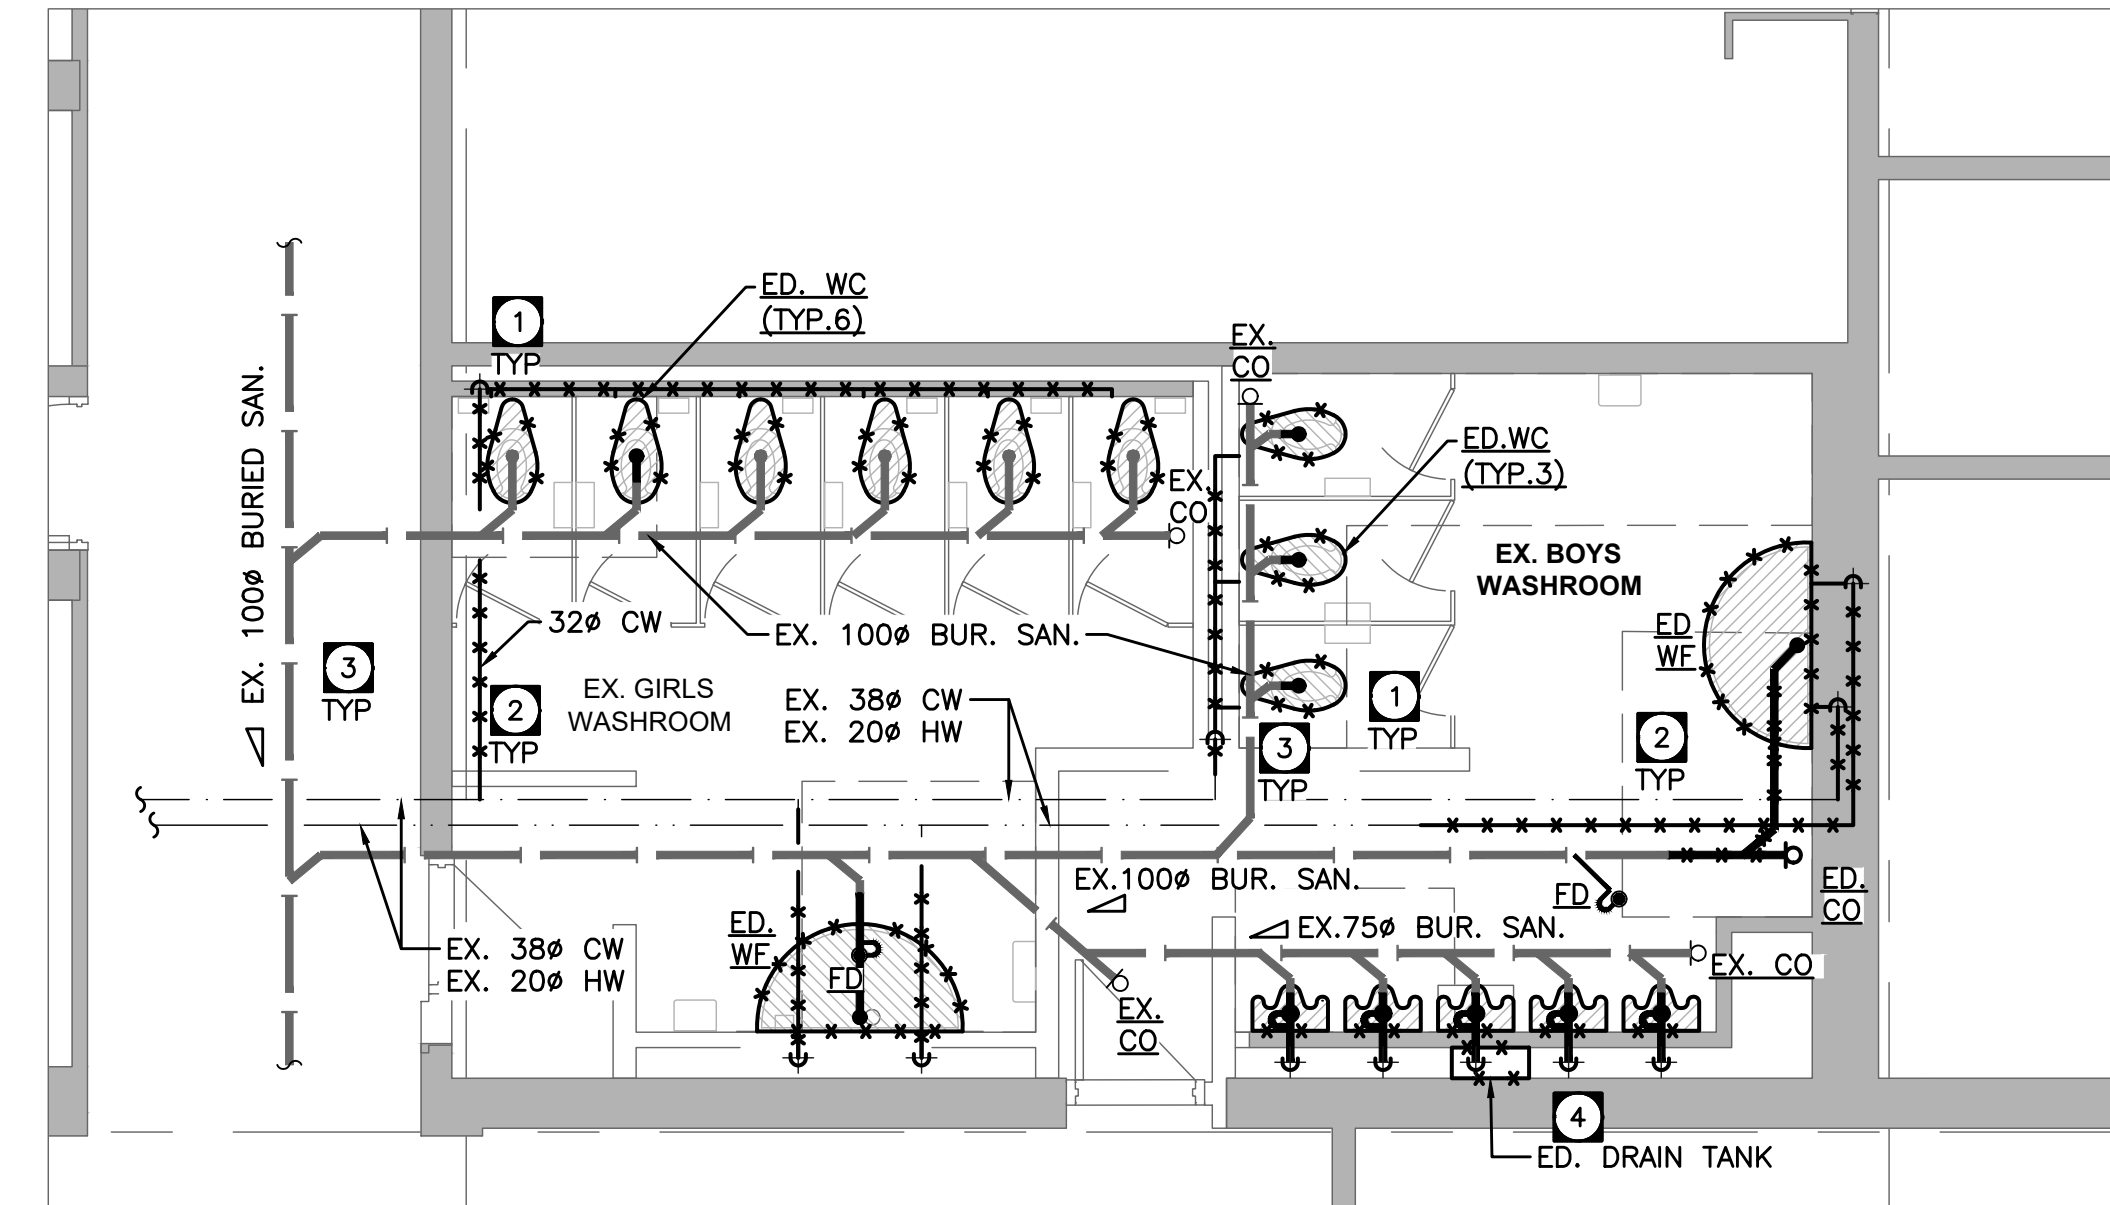 ED. WC
(TYP.6)
1
TYP
EX.
CO
EX. 100ø BURIED SAN.
ED.WC
(TYP.3)
EX.
CO
EX. BOYS
WASHROOM
32ø CW
EX. 100ø BUR. SAN.
ED
WF
3
TYP
EX. GIRLS
WASHROOM
2
TYP
EX. 38ø CW
EX. 20ø HW
1
TYP
3
TYP
2
TYP
EX.100ø BUR. SAN.
FD
ED.
CO
ED.
WF
EX.75ø BUR. SAN.
EX. 38ø CW
EX. 20ø HW
FD
EX. CO
EX.
CO
4
ED. DRAIN TANK